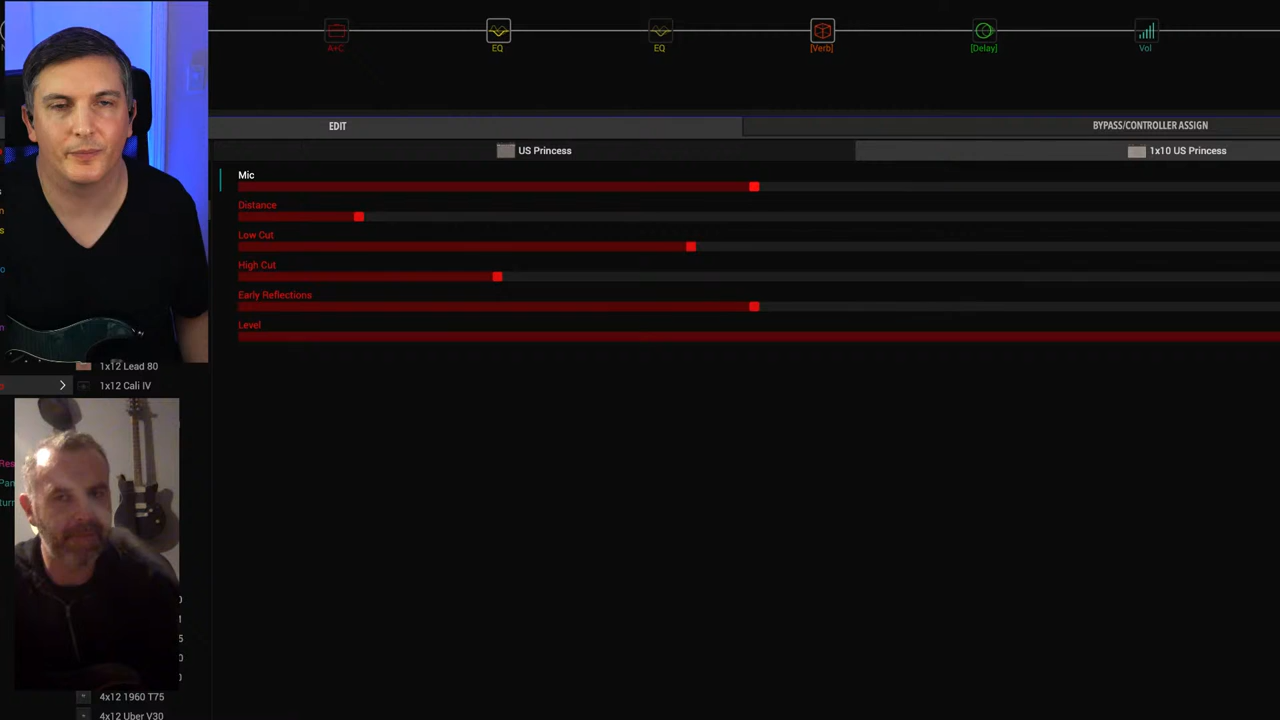 A+C
EQ
EQ
[Verb]
[Delay]
Vol
EDIT
BYPASS/CONTROLLER ASSIGN
US Princess
1x10 US Princess
Mic
Distance
Low Cut
High Cut
Early Reflections
Level
1x12 Lead 80
1x12 Cali IV
4x12 1960 T75
4x12 Uber V30